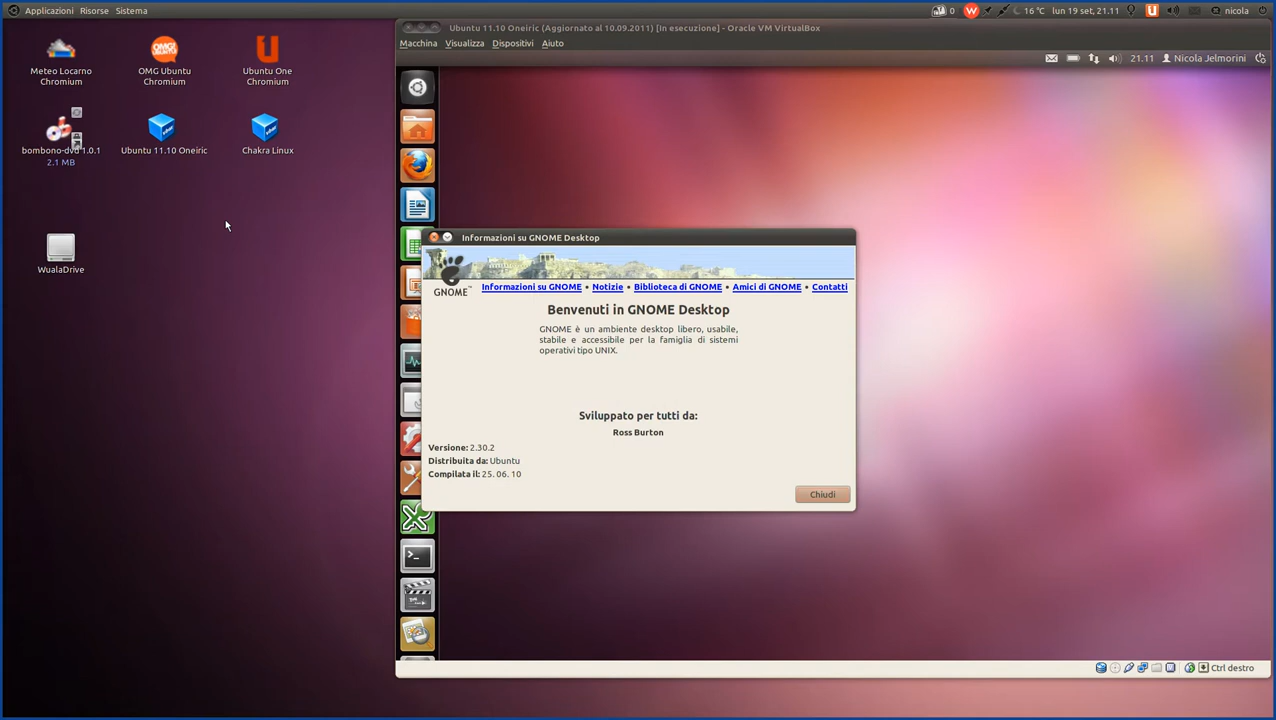 Applicazioni Risorse Sistema
0
16 °C
lun 19 set, 21.11
nicola
Meteo Locarno
Chromium
OMG!
UBUNTU!
OMG Ubuntu
Chromium
Ubuntu One
Chromium
bombono-dvd 1.0.1
2.1 MB
Ubuntu 11.10 Oneiric
Chakra Linux
WualaDrive
Ubuntu 11.10 Oneiric (Aggiornato al 10.09.2011) [In esecuzione] - Oracle VM VirtualBox
Macchina Visualizza Dispositivi Aiuto
21.11 Nicola Jelmorini
Informazioni su GNOME Desktop
GNOME™
Informazioni su GNOME • Notizie • Biblioteca di GNOME • Amici di GNOME • Contatti
Benvenuti in GNOME Desktop
GNOME è un ambiente desktop libero, usabile,
stabile e accessibile per la famiglia di sistemi
operativi tipo UNIX.
Sviluppato per tutti da:
Ross Burton
Versione: 2.30.2
Distribuita da: Ubuntu
Compilata il: 25. 06. 10
Chiudi
Ctrl destro